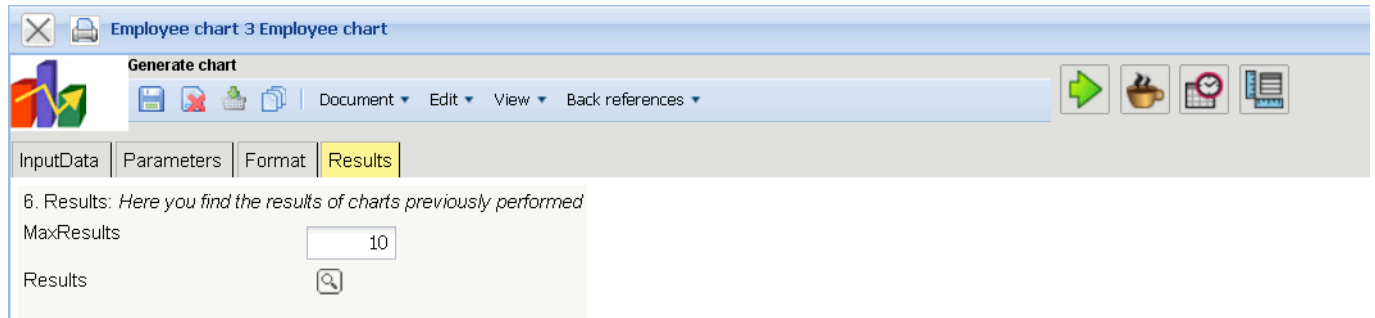 Employee chart 3 Employee chart
Generate chart
Document Edit View Back references
InputData Parameters Format Results
6. Results: Here you find the results of charts previously performed
MaxResults 10
Results